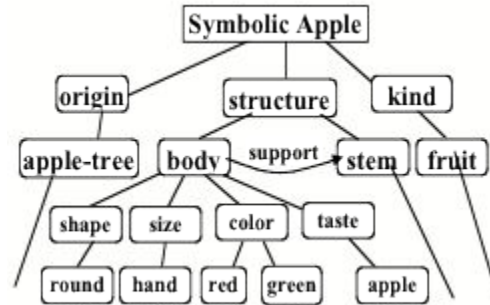 Symbolic Apple
origin
structure
kind
apple-tree
body
support
stem
fruit
shape
size
color
taste
round
hand
red
green
apple